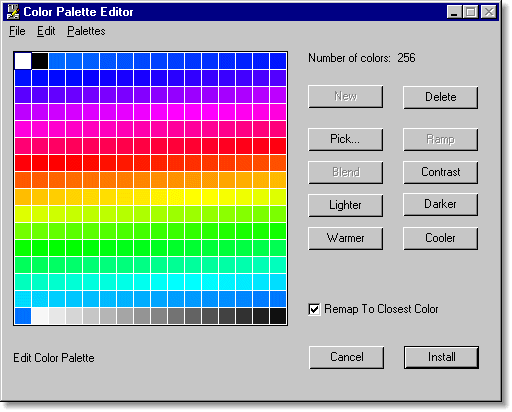 Color Palette Editor
File Edit Palettes
Number of colors: 256
New Delete
Pick... Ramp
Blend Contrast
Lighter Darker
Warmer Cooler
Remap To Closest Color
Edit Color Palette
Cancel Install